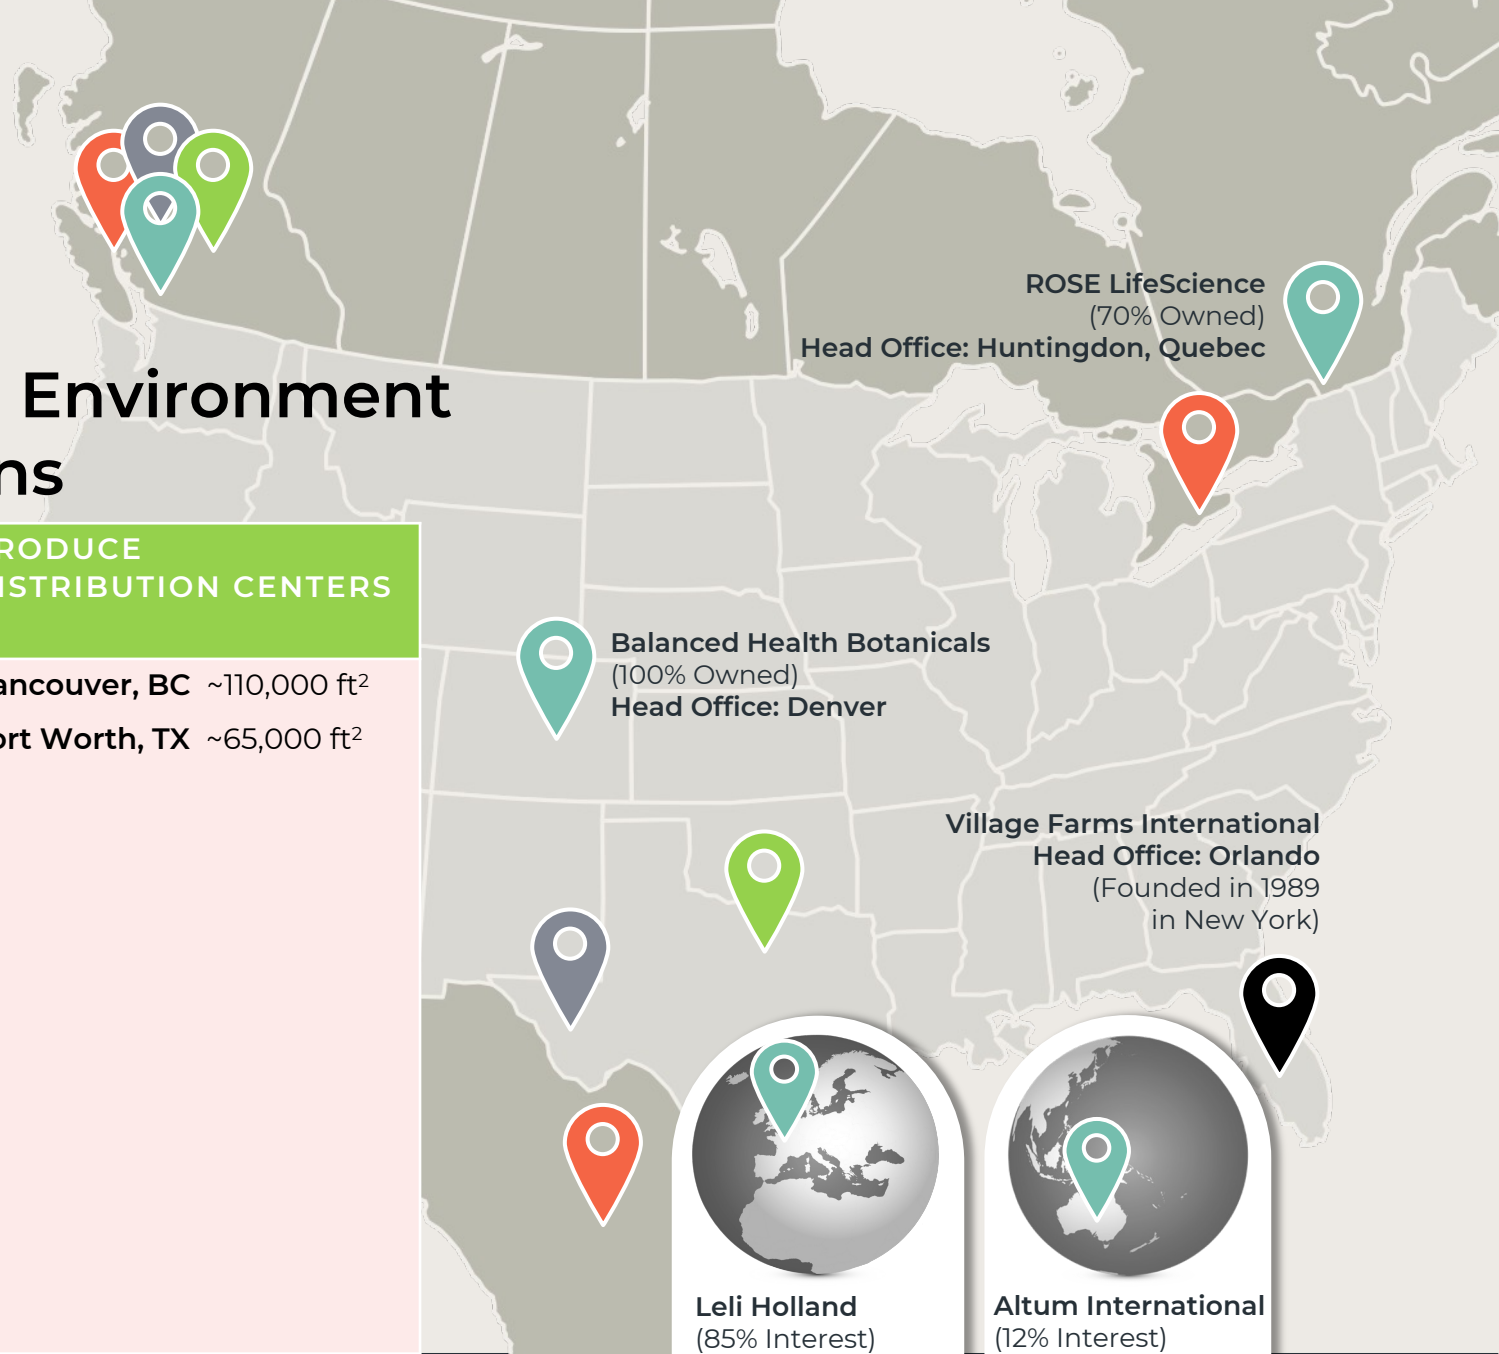 ROSE LifeScience
(70% Owned)
Head Office: Huntingdon, Quebec
Environment
ns
RODUCE
ISTRIBUTION CENTERS
ancouver, BC ~110,000 ft²
ort Worth, TX ~65,000 ft²
Balanced Health Botanicals
(100% Owned)
Head Office: Denver
Village Farms International
Head Office: Orlando
(Founded in 1989
in New York)
Leli Holland
(85% Interest)
Altum International
(12% Interest)